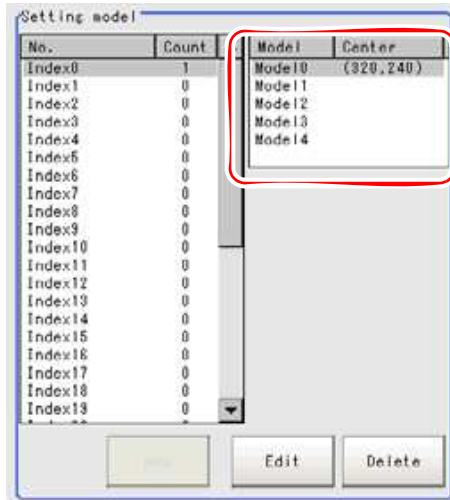 Setting model
No. Count
Index0 1
Index1 0
Index2 0
Index3 0
Index4 0
Index5 0
Index6 0
Index7 0
Index8 0
Index9 0
Index10 0
Index11 0
Index12 0
Index13 0
Index14 0
Index15 0
Index16 0
Index17 0
Index18 0
Index19 0
Model Center
Model0 (320,240)
Model1
Model2
Model3
Model4
Edit Delete